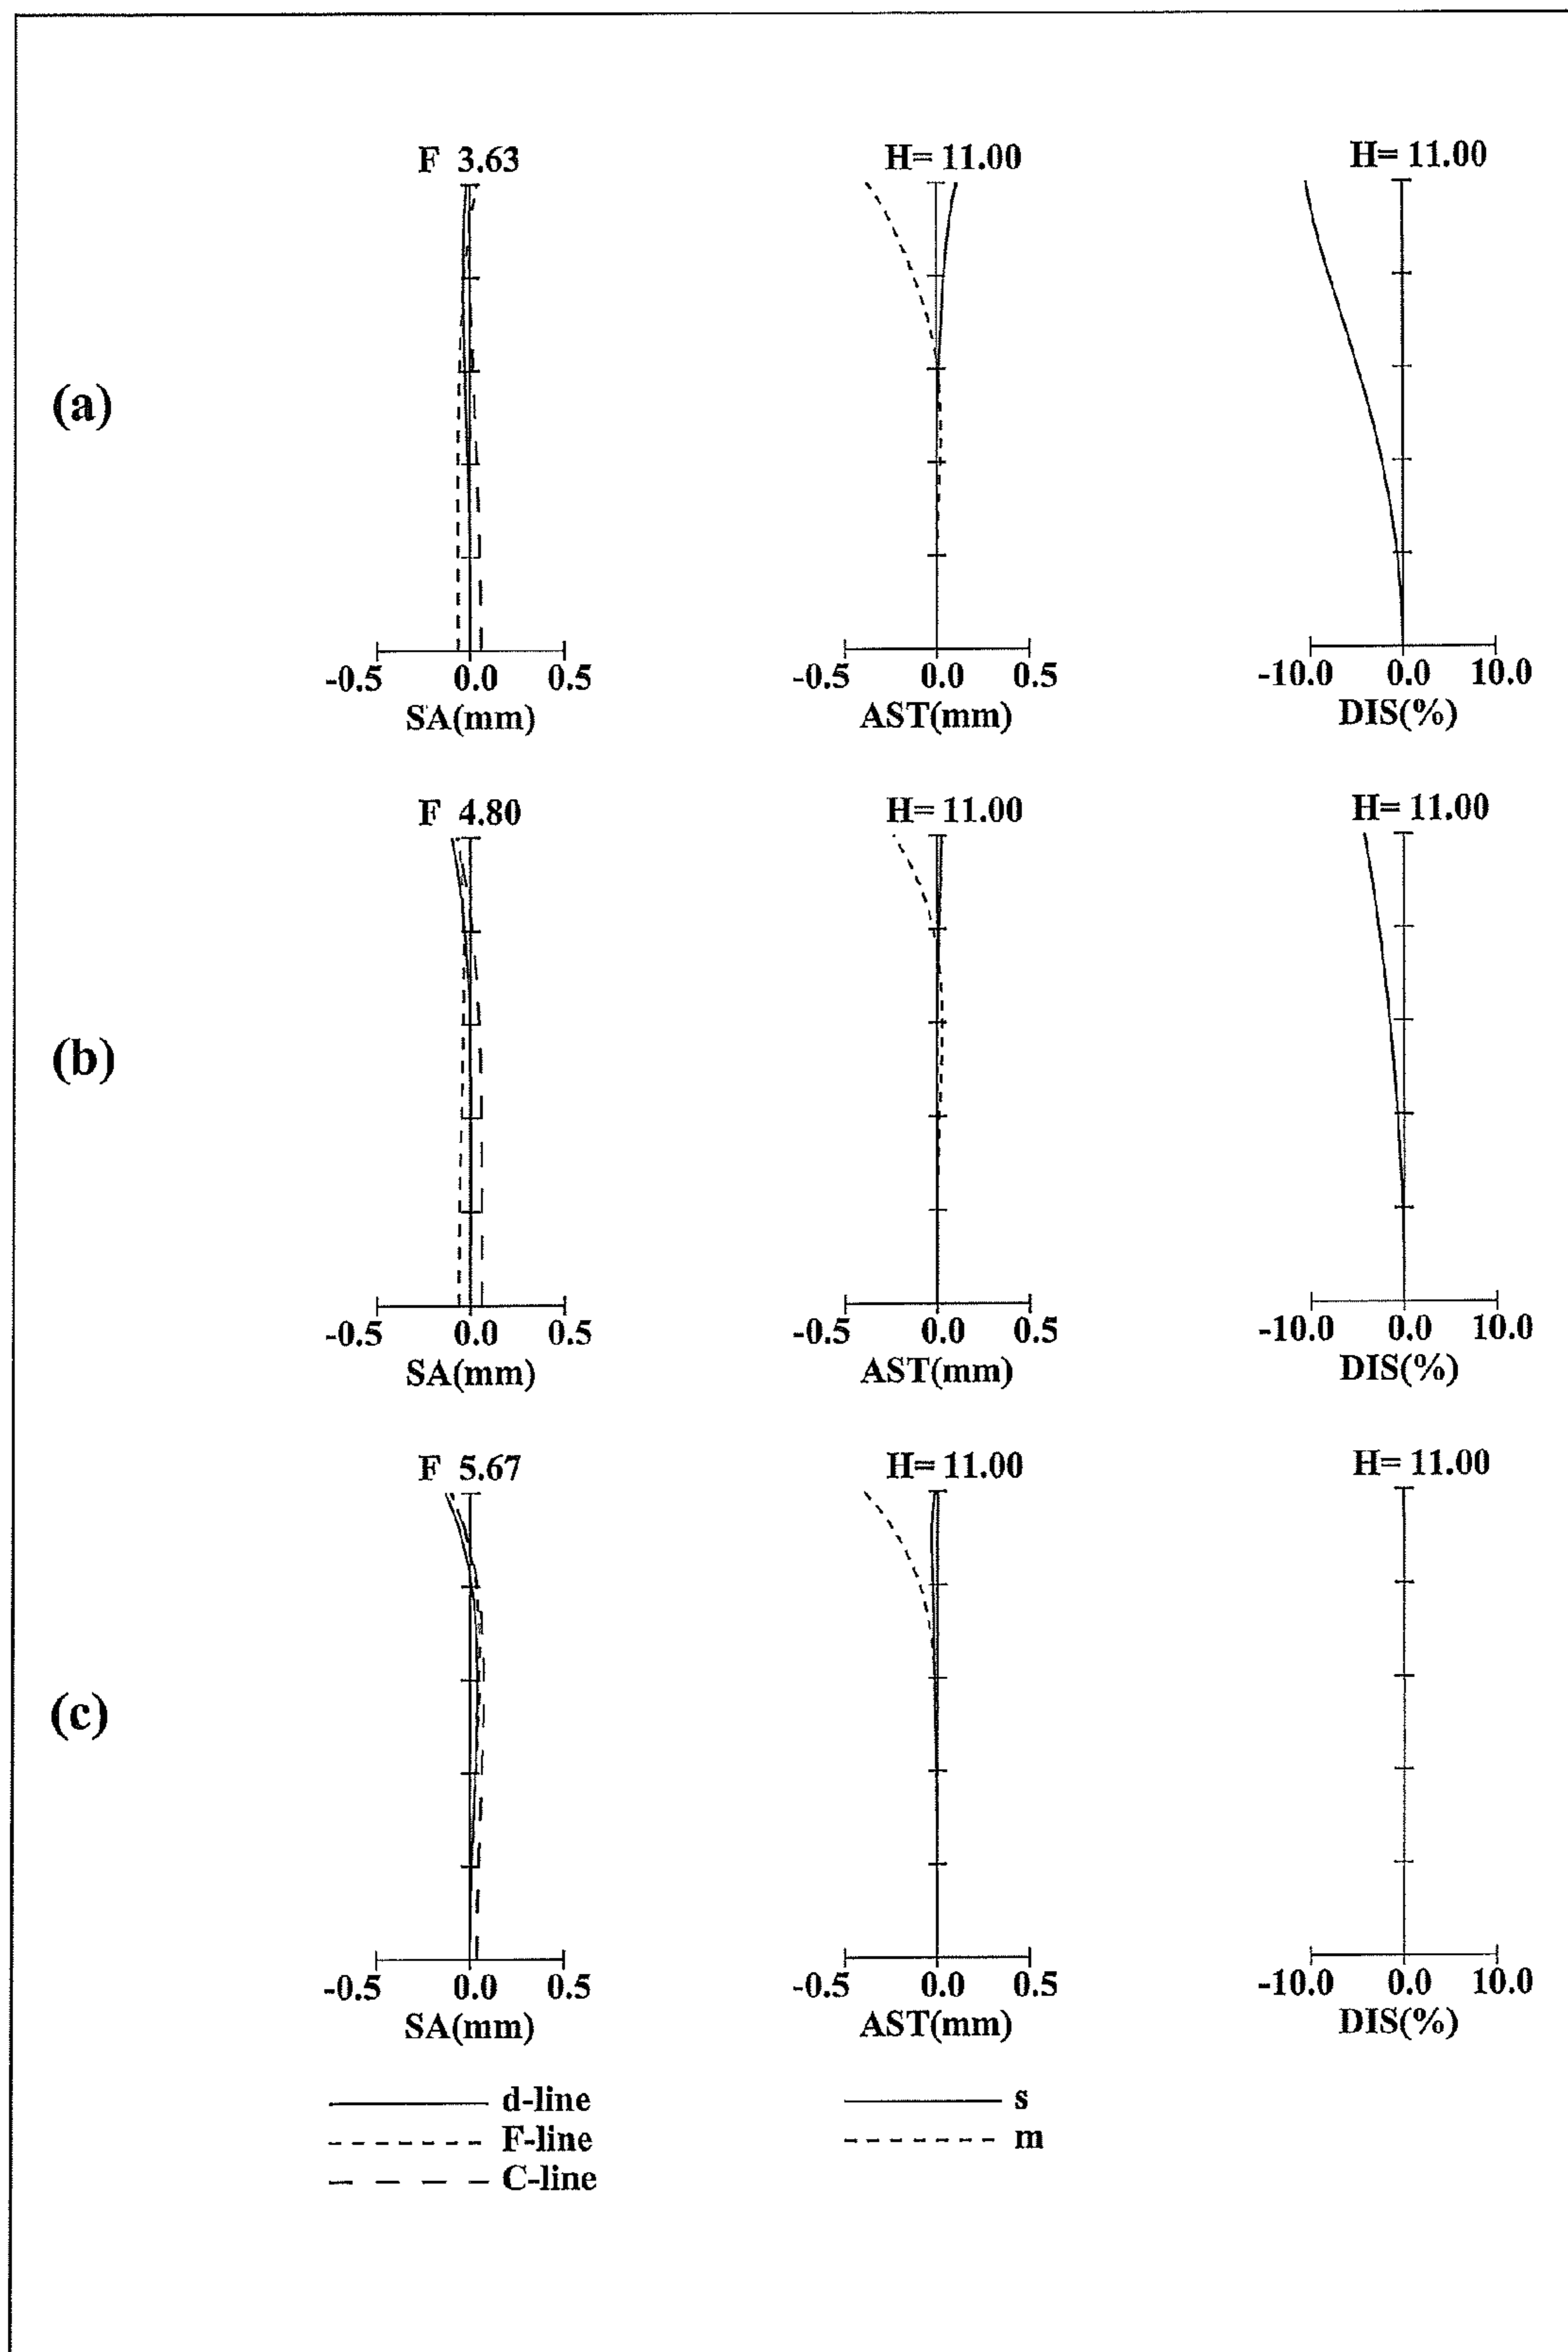 F 3.63 H= 11.00 H= 11.00
(a)
-0.5 0.0 0.5 -0.5 0.0 0.5 -10.0 0.0 10.0
SA(mm) AST(mm) DIS(%)
F 4.80 H= 11.00 H= 11.00
(b)
-0.5 0.0 0.5 -0.5 0.0 0.5 -10.0 0.0 10.0
SA(mm) AST(mm) DIS(%)
F 5.67 H= 11.00 H= 11.00
(c)
-0.5 0.0 0.5 -0.5 0.0 0.5 -10.0 0.0 10.0
SA(mm) AST(mm) DIS(%)
d-line s
F-line m
C-line